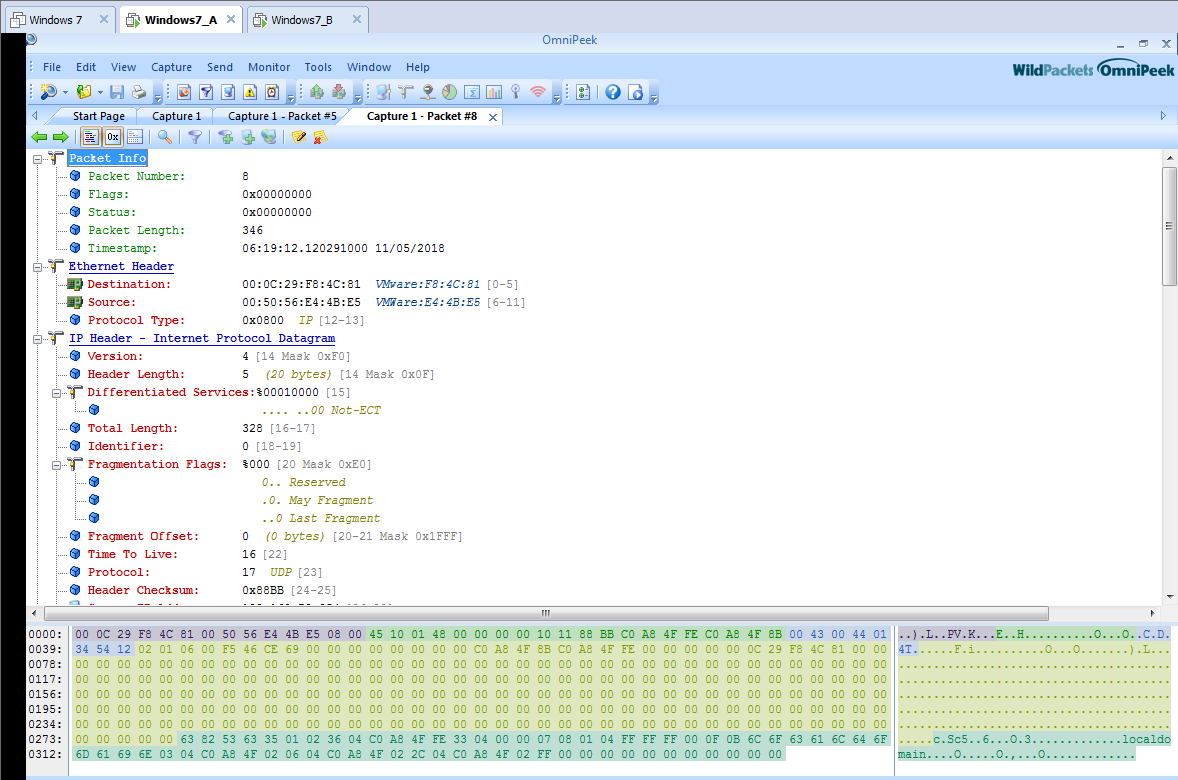 Windows 7 Windows7_A Windows7_B
OmniPeek
File Edit View Capture Send Monitor Tools Window Help
WildPackets OmniPeek
Start Page Capture 1 Capture 1 - Packet #5 Capture 1 - Packet #8
0x
Packet Info
Packet Number: 8
Flags: 0x00000000
Status: 0x00000000
Packet Length: 346
Timestamp: 06:19:12.120291000 11/05/2018
Ethernet Header
Destination: 00:0C:29:F8:4C:81 VMware:F8:4C:81 [0-5]
Source: 00:50:56:E4:4B:E5 VMWare:E4:4B:E5 [6-11]
Protocol Type: 0x0800 IP [12-13]
IP Header - Internet Protocol Datagram
Version: 4 [14 Mask 0xF0]
Header Length: 5 (20 bytes) [14 Mask 0x0F]
Differentiated Services:%00010000 [15]
.... ..00 Not-ECT
Total Length: 328 [16-17]
Identifier: 0 [18-19]
Fragmentation Flags: %000 [20 Mask 0xE0]
0.. Reserved
.0. May Fragment
..0 Last Fragment
Fragment Offset: 0 (0 bytes) [20-21 Mask 0x1FFF]
Time To Live: 16 [22]
Protocol: 17 UDP [23]
Header Checksum: 0x88BB [24-25]
0000: 00 0C 29 F8 4C 81 00 50 56 E4 4B E5 08 00 45 10 01 48 00 00 00 00 10 11 88 BB C0 A8 4F FE C0 A8 4F 8B 00 43 00 44 01 ..).L..PV.K...E..H..........O...O..C.D.
0039: 34 54 12 02 01 06 00 F5 46 CE 69 00 00 00 00 00 00 00 00 C0 A8 4F 8B C0 A8 4F FE 00 00 00 00 00 0C 29 F8 4C 81 00 00 4T......F.i..........O...O.......).L...
0078: 00 00 00 00 00 00 00 00 00 00 00 00 00 00 00 00 00 00 00 00 00 00 00 00 00 00 00 00 00 00 00 00 00 00 00 00 00 00 00 .......................................
0117: 00 00 00 00 00 00 00 00 00 00 00 00 00 00 00 00 00 00 00 00 00 00 00 00 00 00 00 00 00 00 00 00 00 00 00 00 00 00 00 .......................................
0156: 00 00 00 00 00 00 00 00 00 00 00 00 00 00 00 00 00 00 00 00 00 00 00 00 00 00 00 00 00 00 00 00 00 00 00 00 00 00 00 .......................................
0195: 00 00 00 00 00 00 00 00 00 00 00 00 00 00 00 00 00 00 00 00 00 00 00 00 00 00 00 00 00 00 00 00 00 00 00 00 00 00 00 .......................................
0234: 00 00 00 00 00 00 00 00 00 00 00 00 00 00 00 00 00 00 00 00 00 00 00 00 00 00 00 00 00 00 00 00 00 00 00 00 00 00 00 .......................................
0273: 00 00 00 00 00 63 82 53 63 35 01 02 36 04 C0 A8 4F FE 33 04 00 00 07 08 01 04 FF FF FF 00 0F 0B 6C 6F 63 61 6C 64 6F .....c.Sc5..6...O.3.............localdo
0312: 6D 61 69 6E 03 04 C0 A8 4F 02 06 04 C0 A8 4F 02 2C 04 C0 A8 4F 02 FF 00 00 00 00 00 00 00 00 00 00 00 main....O.....O.,...O.............